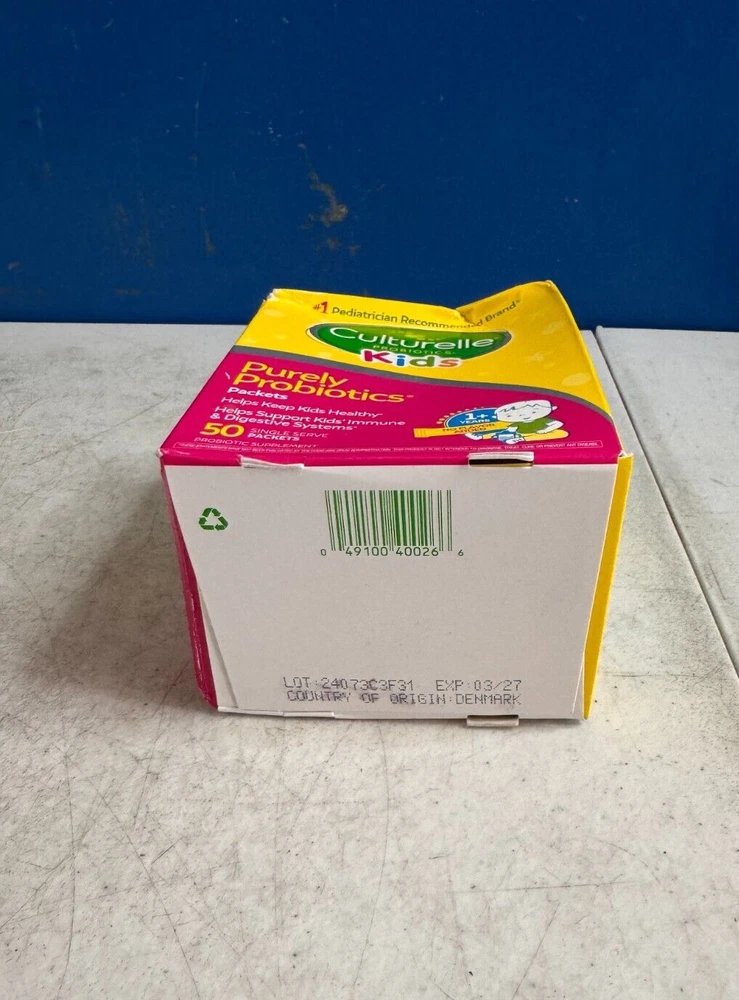 #1 Pediatrician Recommended Brand*
Culturelle®
PROBIOTICS
Kids®
Purely
Probiotics®
Packets
Helps Keep Kids Healthy
Helps Support Kids' Immune
& Digestive Systems
1+
YEARS
50 SINGLE SERVE
PACKETS
PROBIOTIC SUPPLEMENT
0 49100 40026 6
LOT:24073C3F31 EXP:03/27
COUNTRY OF ORIGIN:DENMARK